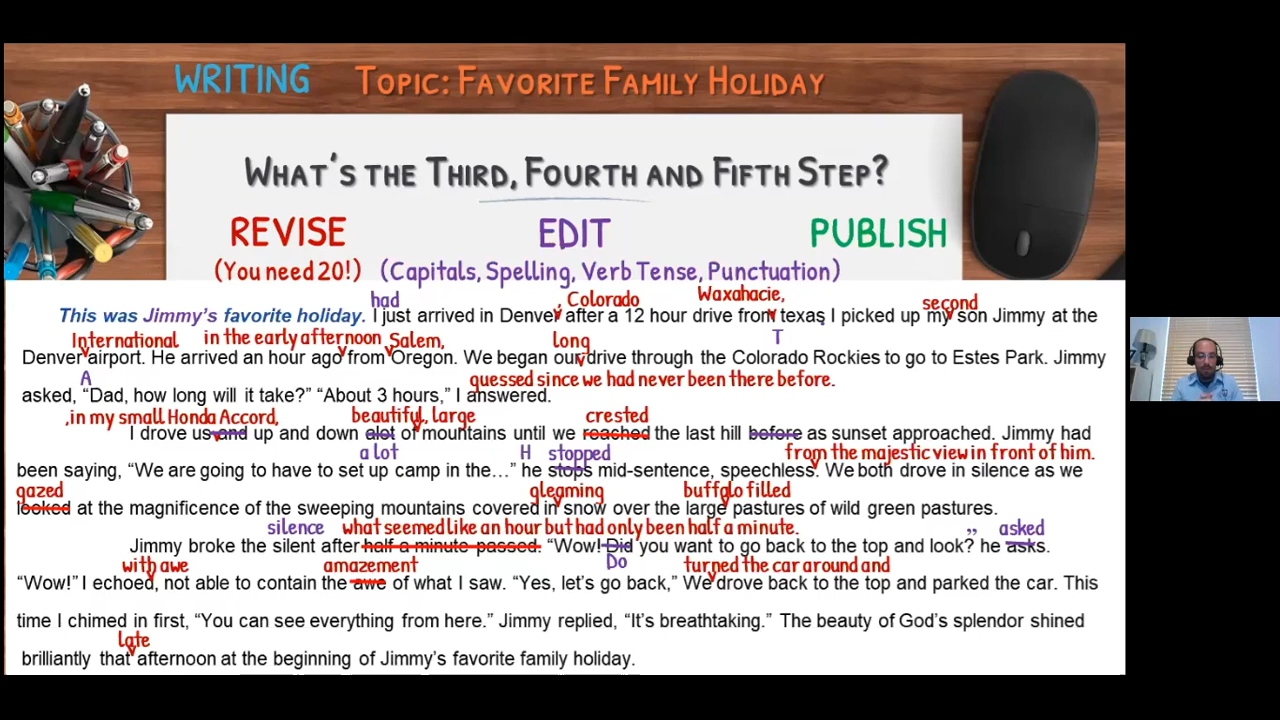 WRITING TOPIC: FAVORITE FAMILY HOLIDAY
WHAT'S THE THIRD, FOURTH AND FIFTH STEP?
REVISE EDIT PUBLISH
(You need 20!) (Capitals, Spelling, Verb Tense, Punctuation)
had , Colorado Waxahacie, second
This was Jimmy's favorite holiday. I just arrived in Denver after a 12 hour drive from texas. I picked up my son Jimmy at the
International in the early afternoon Salem, long T
Denver airport. He arrived an hour ago from Oregon. We began our drive through the Colorado Rockies to go to Estes Park. Jimmy
A guessed since we had never been there before.
asked, “Dad, how long will it take?” “About 3 hours,” I answered.
,in my small Honda Accord, beautiful, large crested
I drove us and up and down alot of mountains until we reached the last hill before as sunset approached. Jimmy had
a lot H stopped from the majestic view in front of him.
been saying, “We are going to have to set up camp in the…” he stops mid-sentence, speechless. We both drove in silence as we
gazed gleaming buffalo filled
looked at the magnificence of the sweeping mountains covered in snow over the large pastures of wild green pastures.
silence what seemed like an hour but had only been half a minute. ” asked
Jimmy broke the silent after half a minute passed. “Wow! Did you want to go back to the top and look? he asks.
with awe amazement Do turned the car around and
“Wow!” I echoed, not able to contain the awe of what I saw. “Yes, let's go back,” We drove back to the top and parked the car. This
time I chimed in first, “You can see everything from here.” Jimmy replied, “It's breathtaking.” The beauty of God's splendor shined
late
brilliantly that afternoon at the beginning of Jimmy's favorite family holiday.